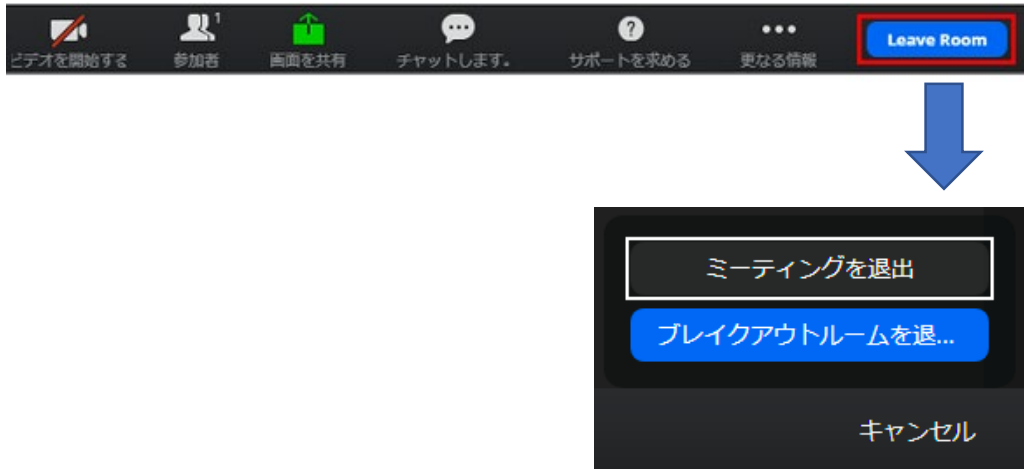 1
ビデオを開始する
参加者
画面を共有
チャットします。
サポートを求める
更なる情報
Leave Room
ミーティングを退出
ブレイクアウトルームを退...
キャンセル